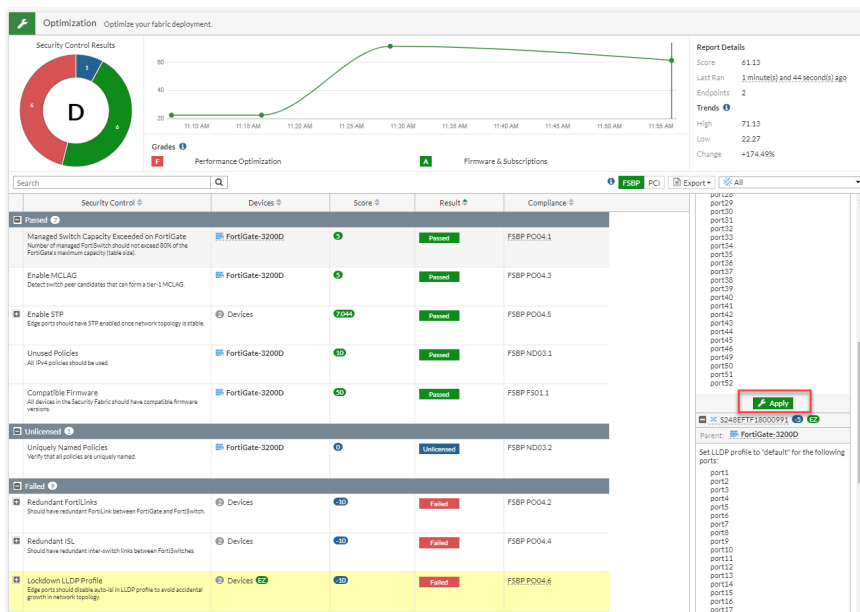 Optimization Optimize your fabric deployment.
Security Control Results
1
6
6
D
60
40
20
11:10 AM 11:15 AM 11:20 AM 11:25 AM 11:30 AM 11:35 AM 11:40 AM 11:45 AM 11:50 AM 11:55 AM
Grades
F Performance Optimization A Firmware & Subscriptions
Report Details
Score 61.13
Last Ran 1 minute(s) and 44 second(s) ago
Endpoints 2
Trends
High 71.13
Low 22.27
Change +174.49%
Search FSBP PCI Export All
Security Control Devices Score Result Compliance
Passed 7
Managed Switch Capacity Exceeded on FortiGate FortiGate-3200D 5 Passed FSBP PO04.1
Number of managed FortiSwitch should not exceed 80% of the
FortiGate's maximum capacity (table size).
Enable MCLAG FortiGate-3200D 5 Passed FSBP PO04.3
Detect switch peer candidates that can form a tier-1 MCLAG.
Enable STP 2 Devices 7.044 Passed FSBP PO04.5
Edge ports should have STP enabled once network topology is stable.
Unused Policies FortiGate-3200D 10 Passed FSBP ND03.1
All IPv4 policies should be used.
Compatible Firmware FortiGate-3200D 50 Passed FSBP FS01.1
All devices in the Security Fabric should have compatible firmware
versions.
Unlicensed 1
Uniquely Named Policies FortiGate-3200D 0 Unlicensed FSBP ND03.2
Verify that all policies are uniquely named.
Failed 9
Redundant FortiLinks 2 Devices -10 Failed FSBP PO04.2
Should have redundant FortiLink between FortiGate and FortiSwitch.
Redundant ISL 2 Devices -10 Failed FSBP PO04.4
Should have redundant inter-switch links between FortiSwitches.
Lockdown LLDP Profile 2 Devices EZ -10 Failed FSBP PO04.6
Edge ports should disable auto-isl in LLDP profile to avoid accidental
growth in network topology.
port28
port29
port30
port31
port32
port33
port34
port35
port36
port37
port38
port39
port40
port41
port42
port43
port44
port45
port46
port49
port50
port51
port52
Apply
S248EFTF18000991 -5 EZ
Parent: FortiGate-3200D
Set LLDP profile to "default" for the following
ports:
port1
port2
port3
port4
port5
port6
port7
port8
port9
port10
port11
port12
port13
port14
port15
port16
port17